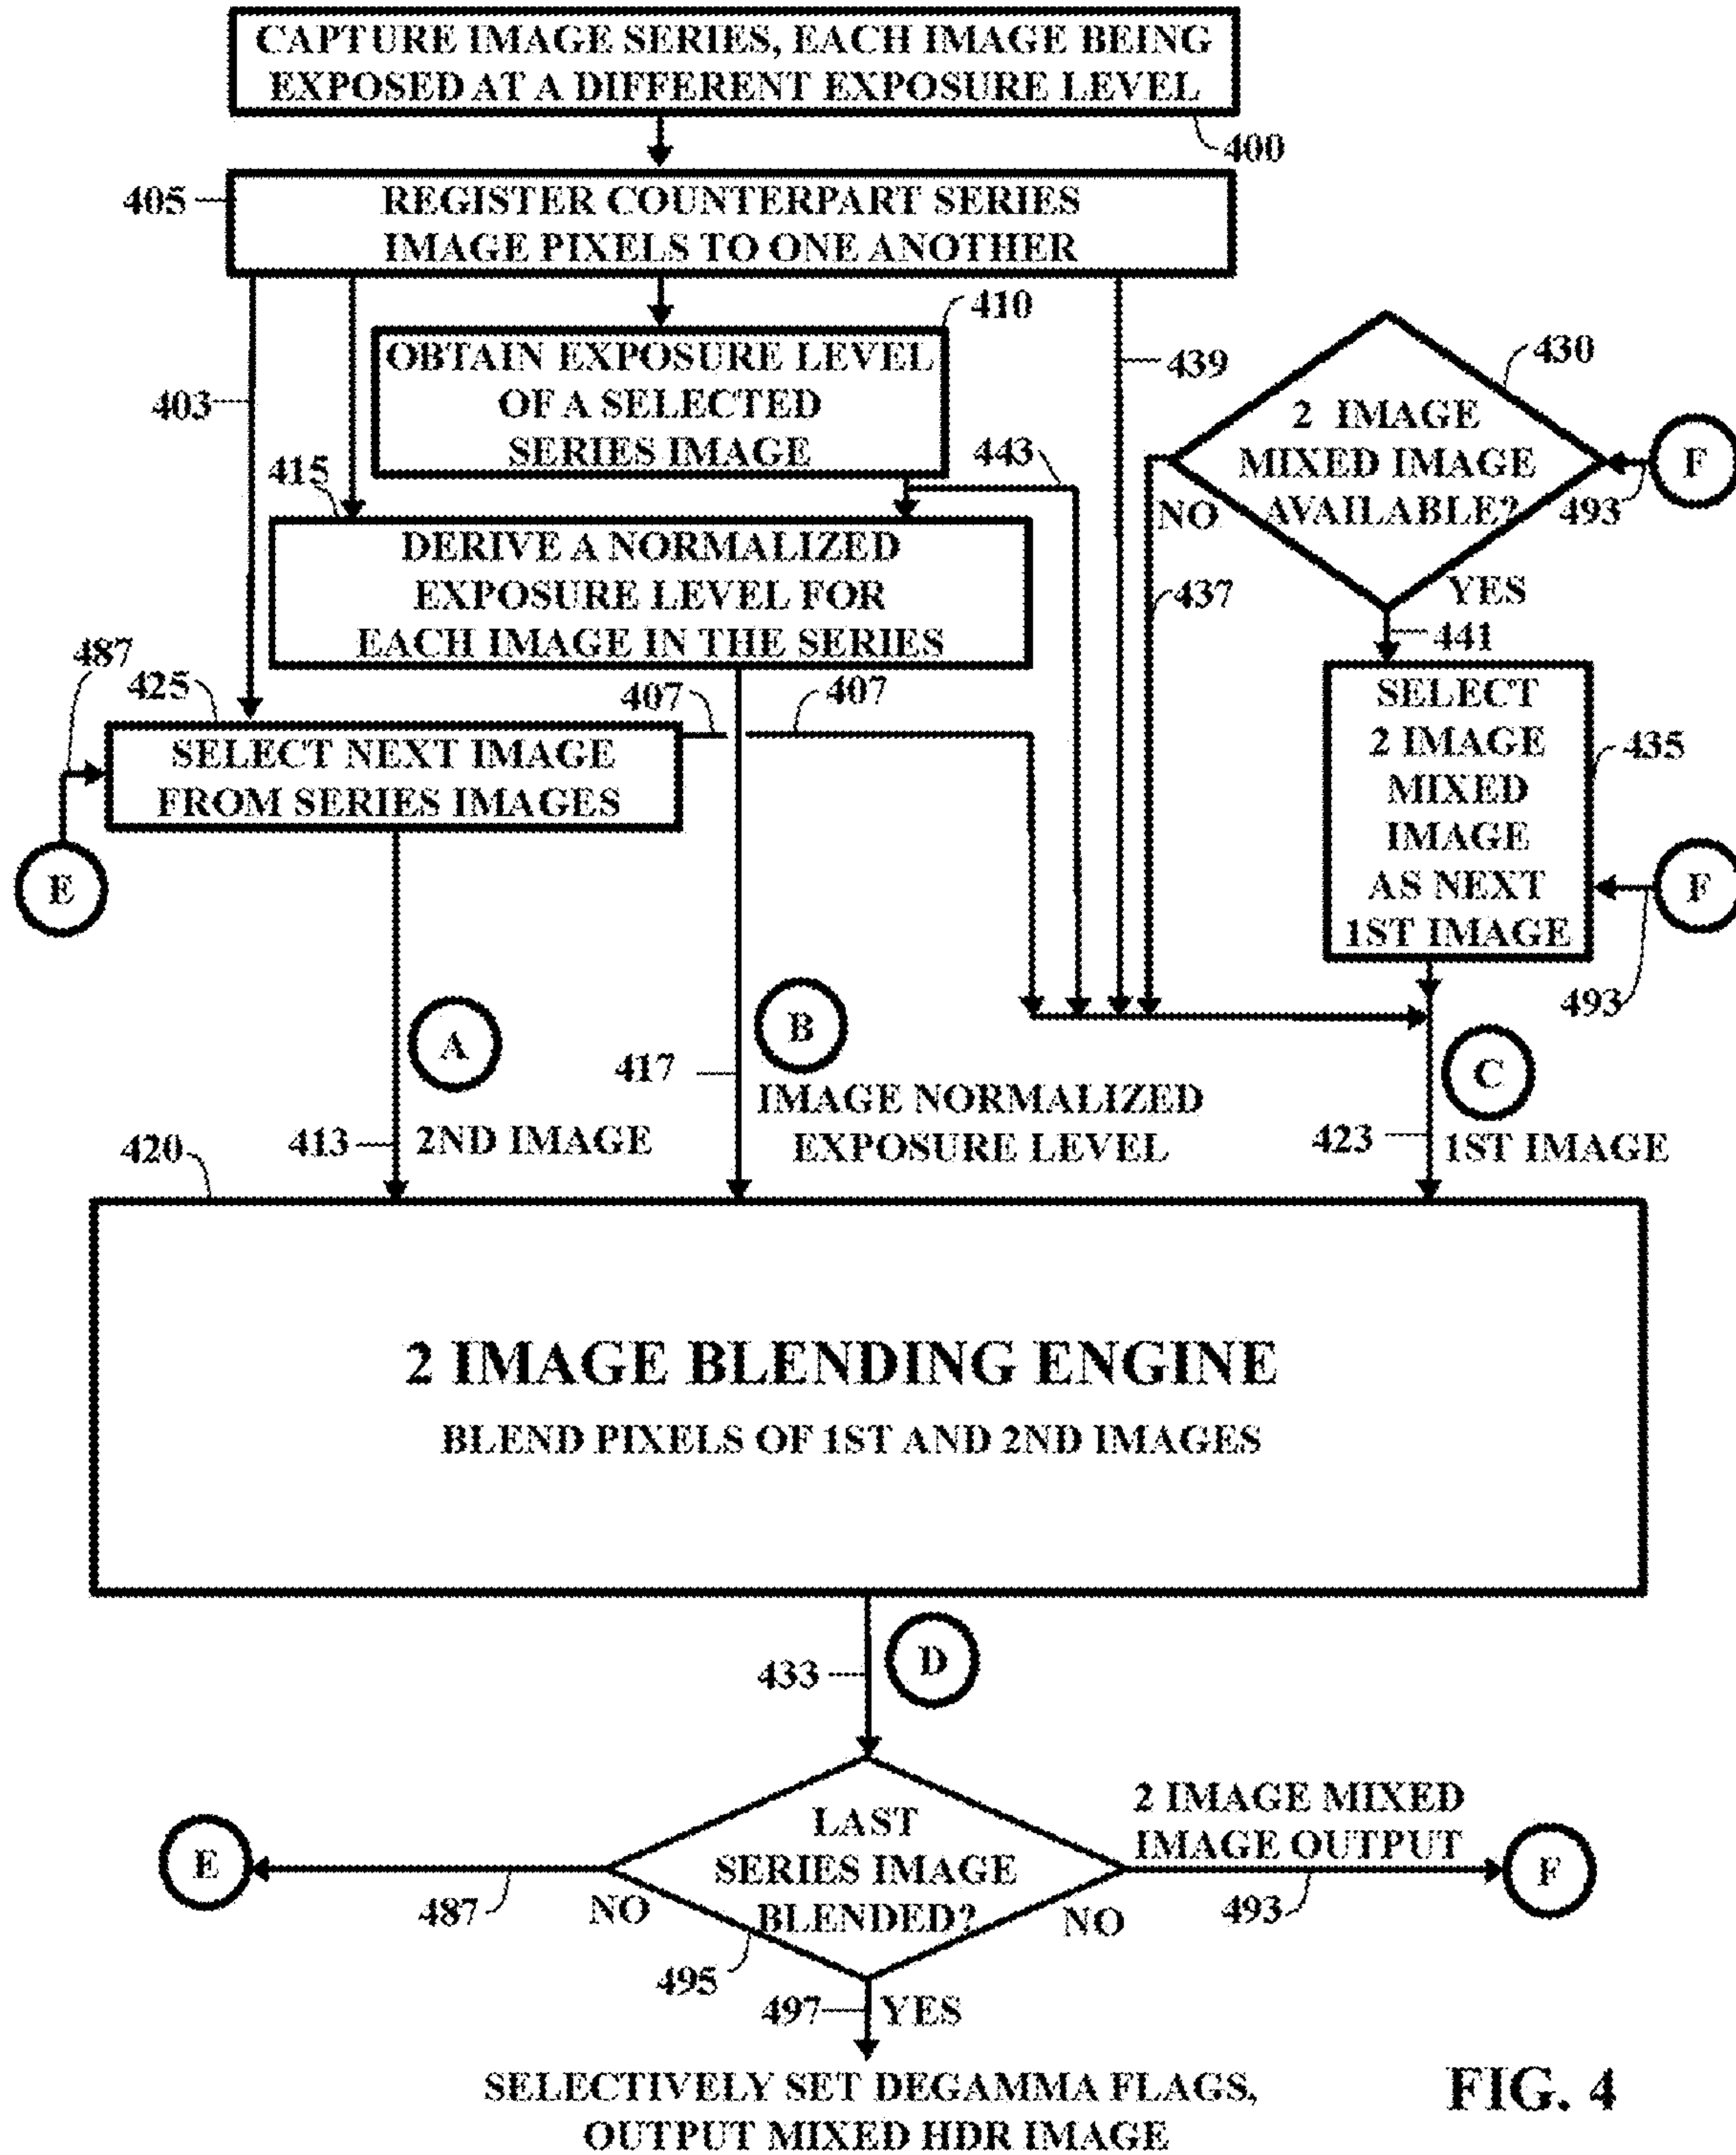 CAPTURE IMAGE SERIES, EACH IMAGE BEING
EXPOSED AT A DIFFERENT EXPOSURE LEVEL
400
405
REGISTER COUNTERPART SERIES
IMAGE PIXELS TO ONE ANOTHER
410
OBTAIN EXPOSURE LEVEL
OF A SELECTED
SERIES IMAGE
403
439
430
2 IMAGE
MIXED IMAGE
AVAILABLE?
F
493
NO
443
415
DERIVE A NORMALIZED
EXPOSURE LEVEL FOR
EACH IMAGE IN THE SERIES
437
YES
441
487
425
407
407
SELECT NEXT IMAGE
FROM SERIES IMAGES
E
SELECT
2 IMAGE
MIXED
IMAGE
AS NEXT
1ST IMAGE
435
F
493
A
B
C
417
IMAGE NORMALIZED
EXPOSURE LEVEL
420
413
2ND IMAGE
423
1ST IMAGE
2 IMAGE BLENDING ENGINE
BLEND PIXELS OF 1ST AND 2ND IMAGES
433
D
LAST
SERIES IMAGE
BLENDED?
2 IMAGE MIXED
IMAGE OUTPUT
E
F
487
NO
NO
493
495
497
YES
SELECTIVELY SET DEGAMMA FLAGS,
OUTPUT MIXED HDR IMAGE
FIG. 4